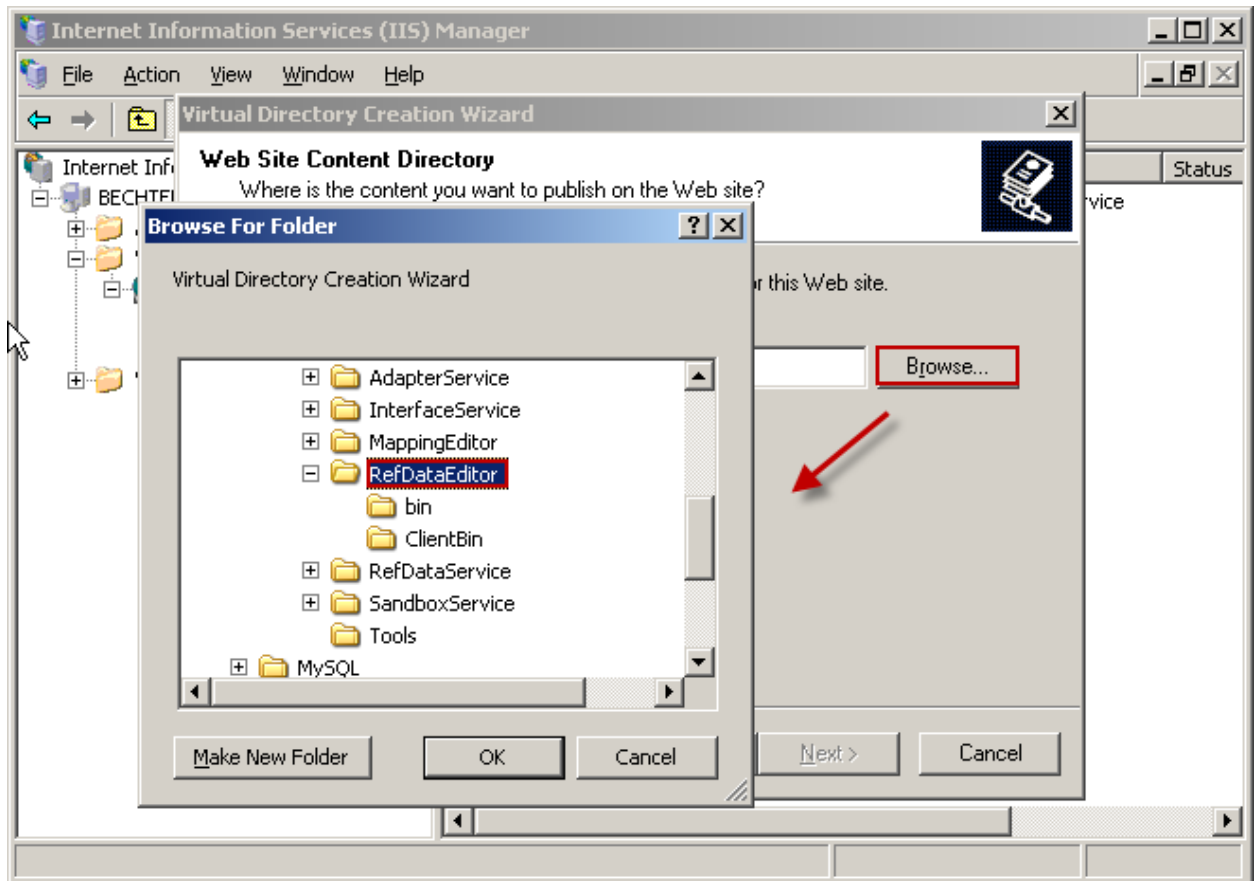 Internet Information Services (IIS) Manager
File Action View Window Help
Virtual Directory Creation Wizard
Web Site Content Directory
Where is the content you want to publish on the Web site?
Internet Inf
Status
vice
Browse For Folder
Virtual Directory Creation Wizard
r this Web site.
Browse...
AdapterService
InterfaceService
MappingEditor
RefDataEditor
bin
ClientBin
RefDataService
SandboxService
Tools
MySQL
Make New Folder OK Cancel
Next > Cancel